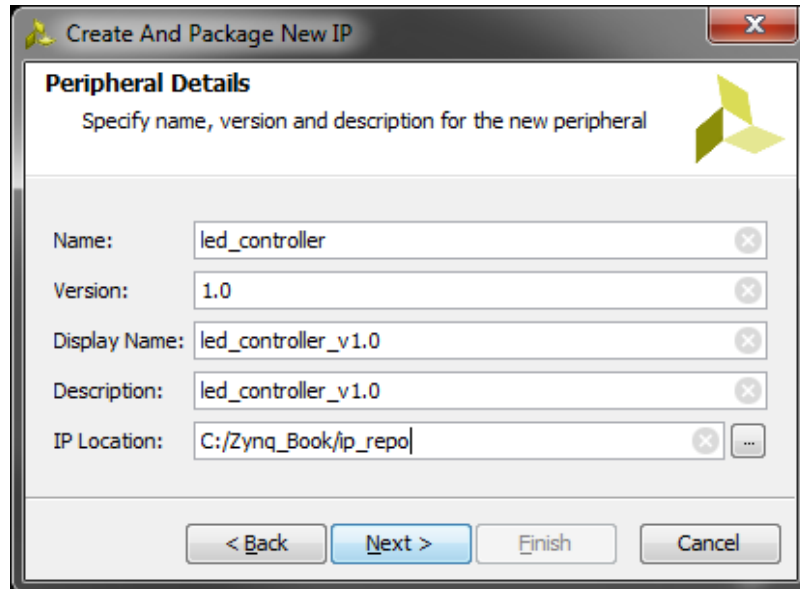 Create And Package New IP
Peripheral Details
Specify name, version and description for the new peripheral
Name: led_controller
Version: 1.0
Display Name: led_controller_v1.0
Description: led_controller_v1.0
IP Location: C:/Zynq_Book/ip_repo ...
< Back Next > Finish Cancel